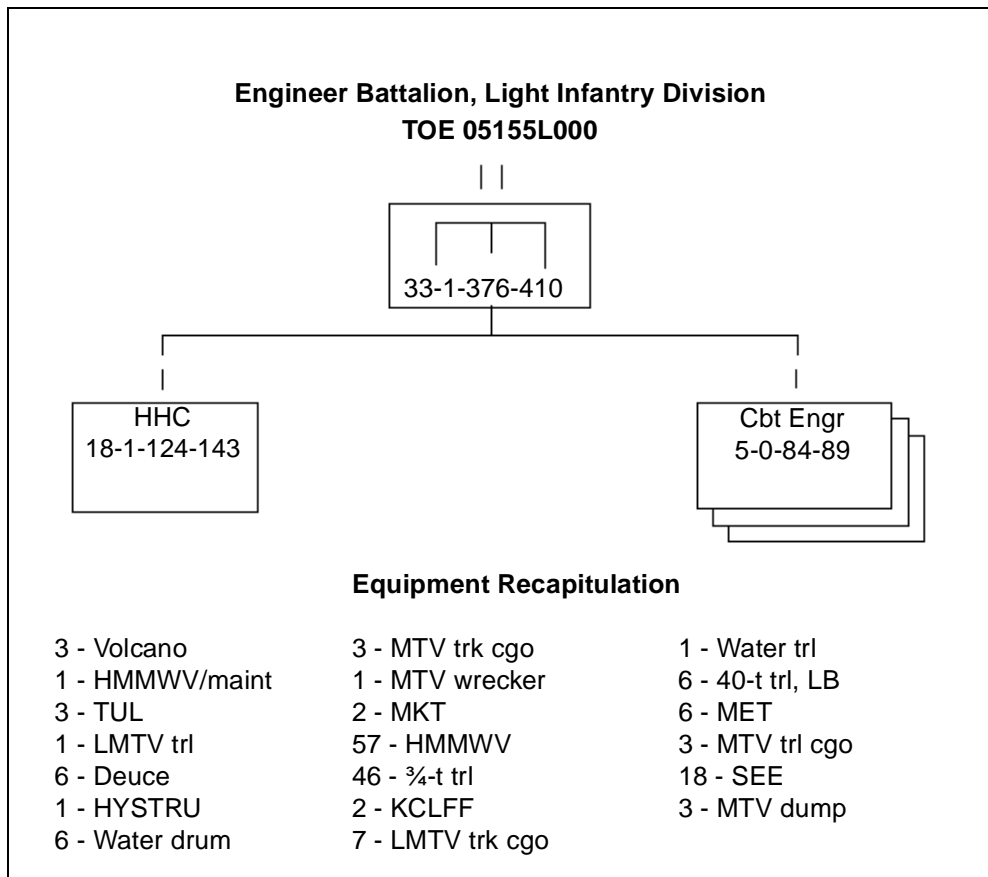 Engineer Battalion, Light Infantry Division
TOE 05155L000
33-1-376-410
HHC
18-1-124-143
Cbt Engr
5-0-84-89
Equipment Recapitulation
3 - Volcano
1 - HMMWV/maint
3 - TUL
1 - LMTV trl
6 - Deuce
1 - HYSTRU
6 - Water drum
3 - MTV trk cgo
1 - MTV wrecker
2 - MKT
57 - HMMWV
46 - ¾-t trl
2 - KCLFF
7 - LMTV trk cgo
1 - Water trl
6 - 40-t trl, LB
6 - MET
3 - MTV trl cgo
18 - SEE
3 - MTV dump